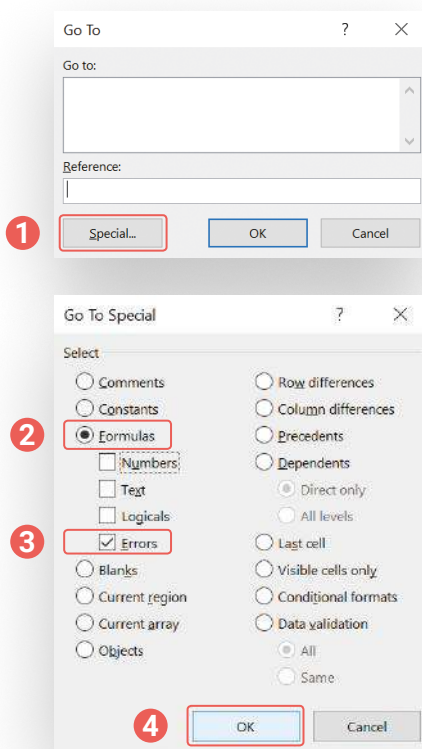 Go To ? ×
Go to:
Reference:
1 Special... OK Cancel
Go To Special ? ×
Select
Comments Row differences
Constants Column differences
2 Formulas Precedents
Numbers Dependents
Text Direct only
Logicals All levels
3 Errors Last cell
Blanks Visible cells only
Current region Conditional formats
Current array Data validation
Objects All
Same
4 OK Cancel